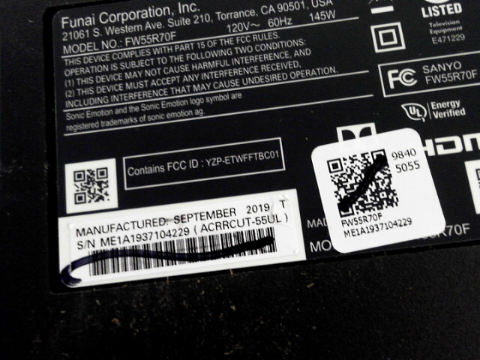 Funai Corporation, Inc.
21061 S. Western Ave. Suite 210, Torrance, CA 90501, USA
MODEL NO.: FW55R70F 120V~ 60Hz 145W
THIS DEVICE COMPLIES WITH PART 15 OF THE FCC RULES.
OPERATION IS SUBJECT TO THE FOLLOWING TWO CONDITIONS:
(1) THIS DEVICE MAY NOT CAUSE HARMFUL INTERFERENCE, AND
(2) THIS DEVICE MUST ACCEPT ANY INTERFERENCE RECEIVED,
INCLUDING INTERFERENCE THAT MAY CAUSE UNDESIRED OPERATION.
Sonic Emotion and the Sonic Emotion logo symbol are
registered trademarks of sonic emotion ag.
Contains FCC ID : YZP-ETWFFTBC01
MANUFACTURED: SEPTEMBER 2019 T
S/N ME1A1937104229 ( ACRRCUT-55UL )
LISTED
Television
Equipment
E471229
FC SANYO
FW55R70F
UL Energy
Verified
HDMI
9840
5055
FW55R70F
ME1A1937104229